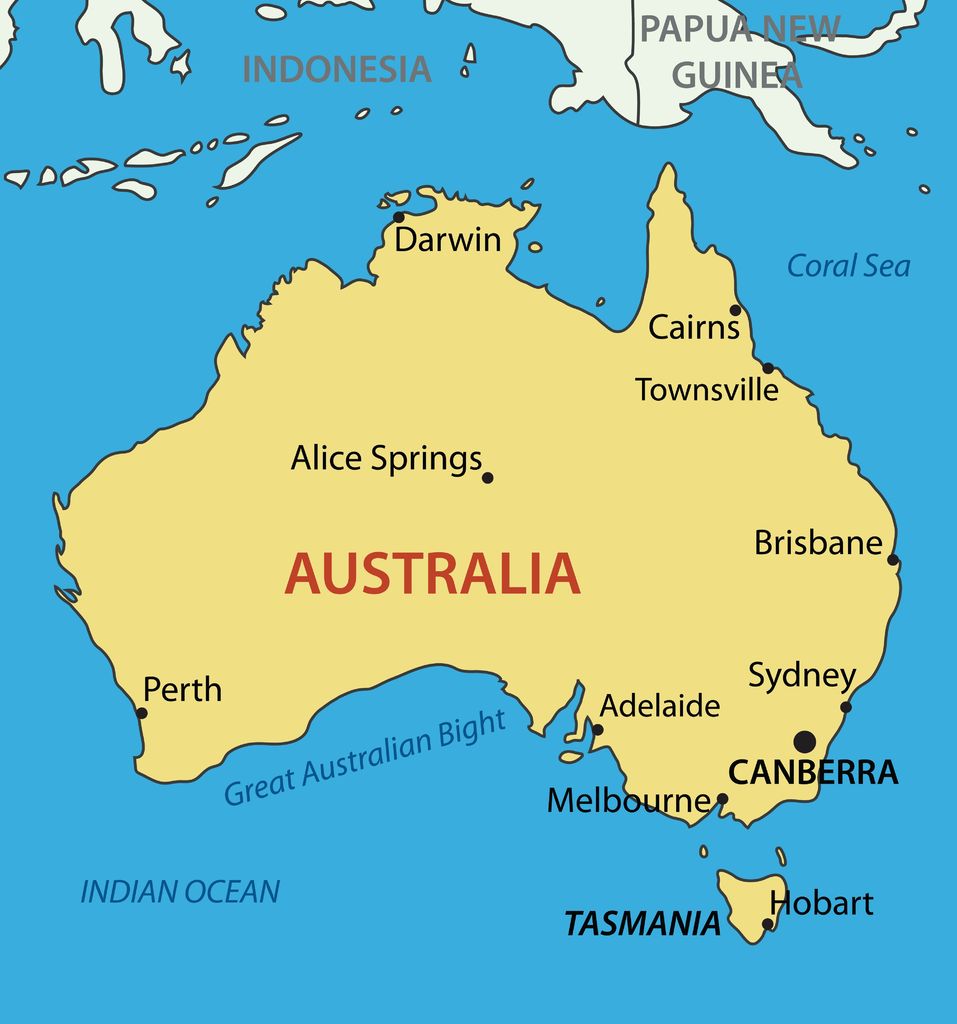 PAPUA NEW
GUINEA
INDONESIA
Darwin
Coral Sea
Cairns
Townsville
Alice Springs
Brisbane
AUSTRALIA
Sydney
Perth
Adelaide
Great Australian Bight
CANBERRA
Melbourne
INDIAN OCEAN
Hobart
TASMANIA